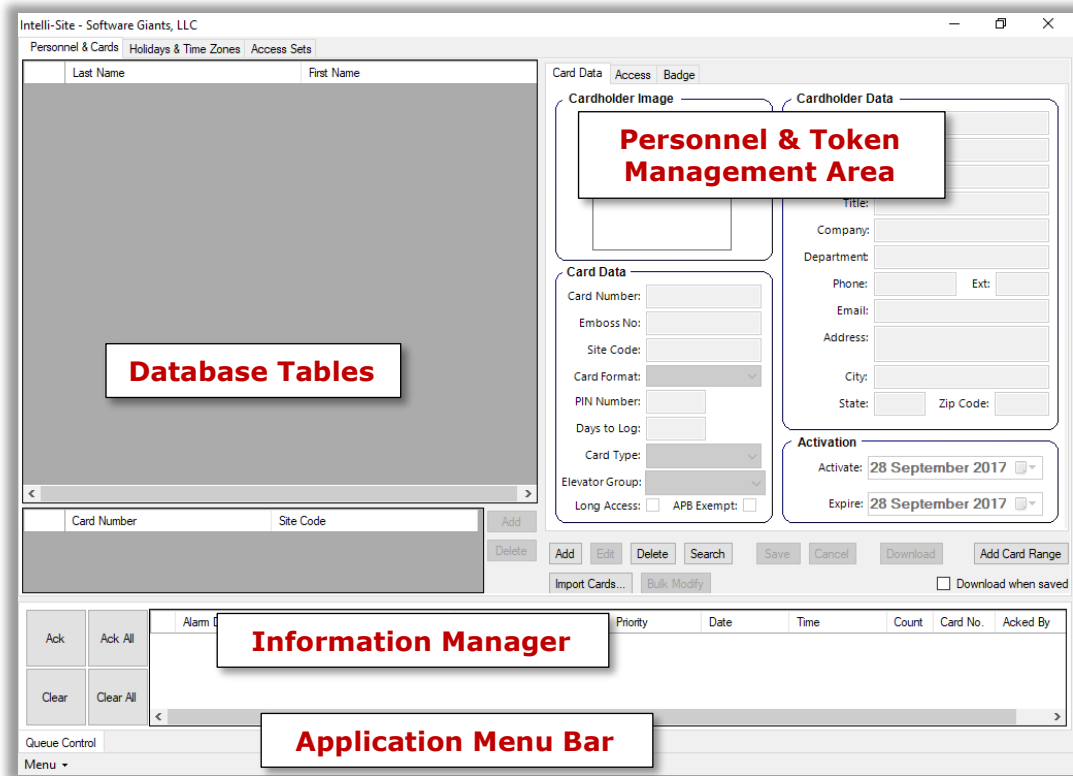 Intelli-Site - Software Giants, LLC
Personnel & Cards Holidays & Time Zones Access Sets
Last Name First Name
Card Data Access Badge
Cardholder Image Cardholder Data
Personnel & Token
Management Area
Title:
Company:
Department:
Phone: Ext:
Email:
Address:
City:
State: Zip Code:
Card Data
Card Number:
Emboss No:
Site Code:
Card Format:
PIN Number:
Days to Log:
Card Type:
Elevator Group:
Long Access: APB Exempt:
Database Tables
Activation
Activate: 28 September 2017
Expire: 28 September 2017
Card Number Site Code
Add
Delete
Add Edit Delete Search Save Cancel Download Add Card Range
Import Cards... Bulk Modify Download when saved
Ack Ack All
Clear Clear All
Alarm Priority Date Time Count Card No. Acked By
Information Manager
Application Menu Bar
Queue Control
Menu